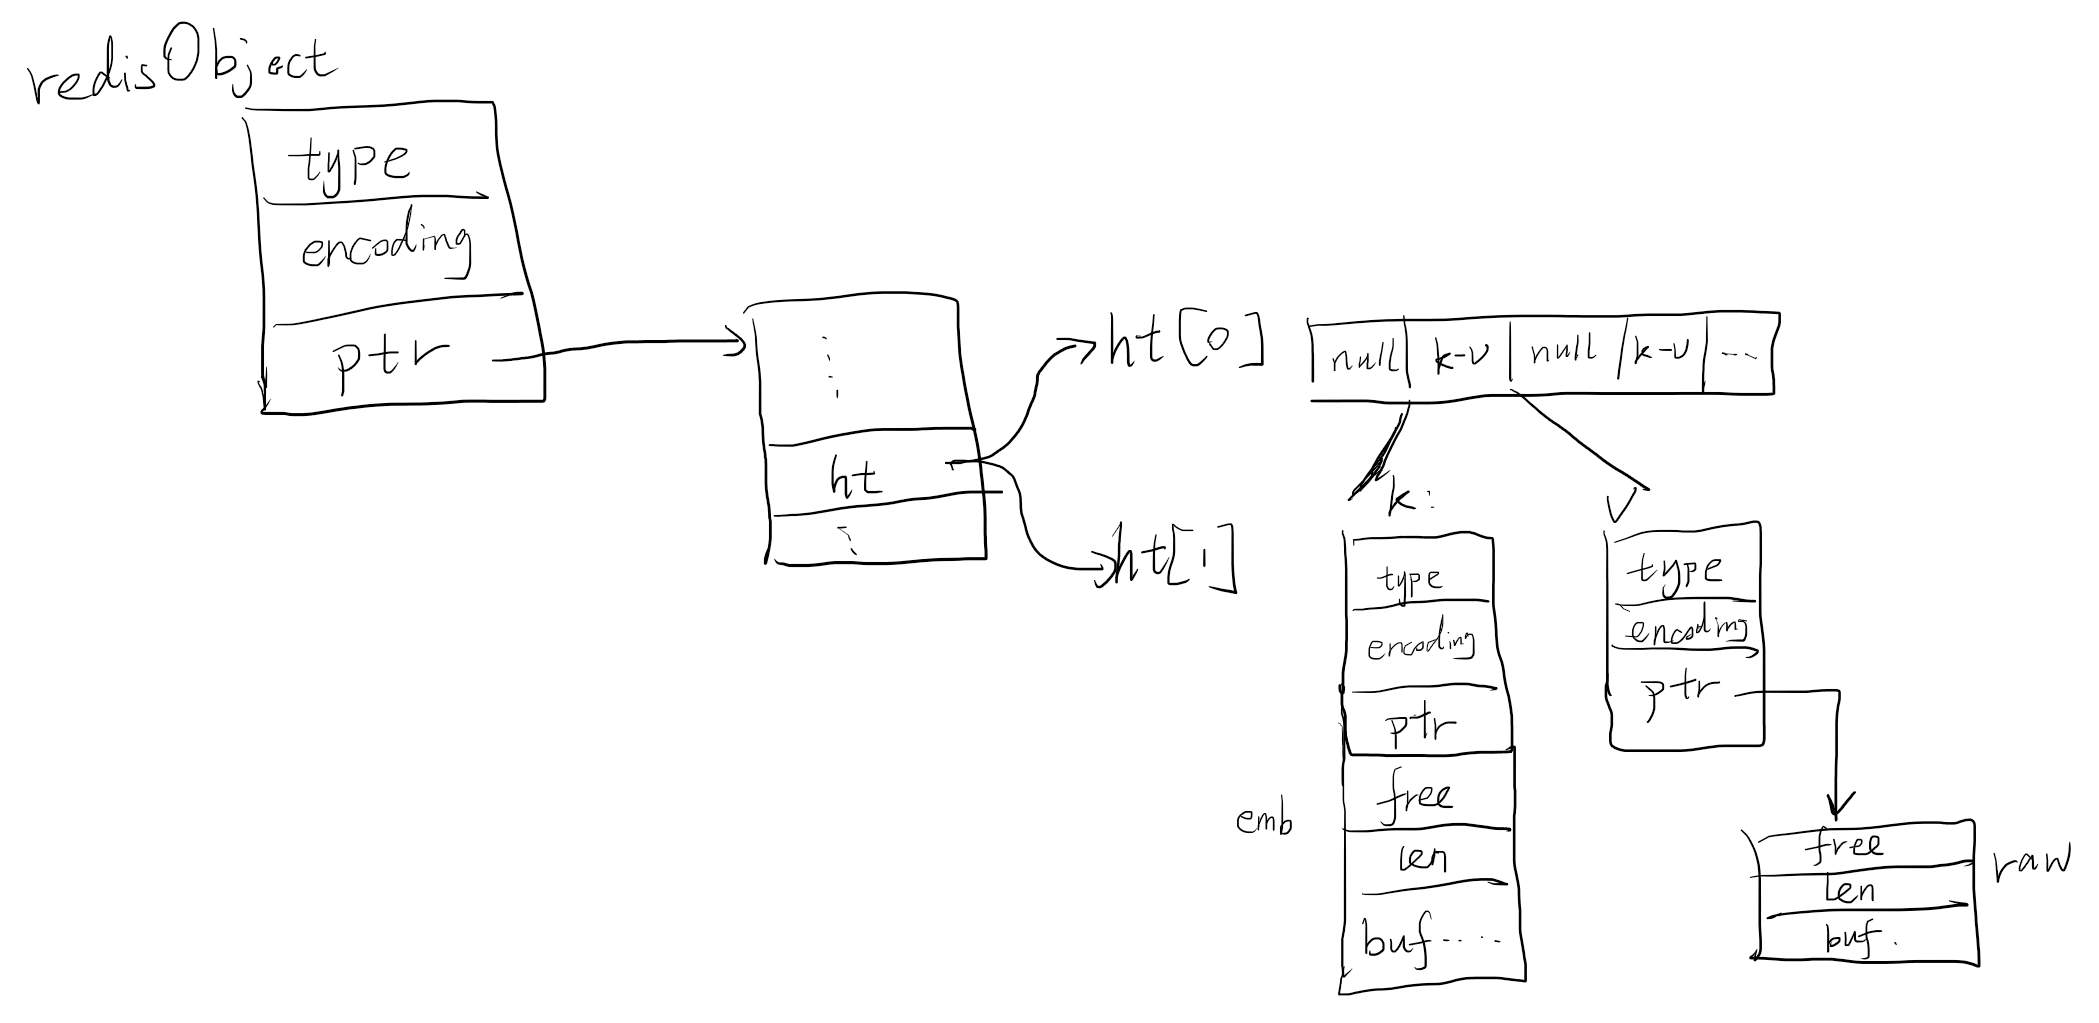 redisObject
type
encoding
ptr
ht
ht[0]
ht[1]
null k-v null k-v ...
k:
type
encoding
ptr
free
len
buf.....
emb
v
type
encoding
ptr
free
len
buf.
raw